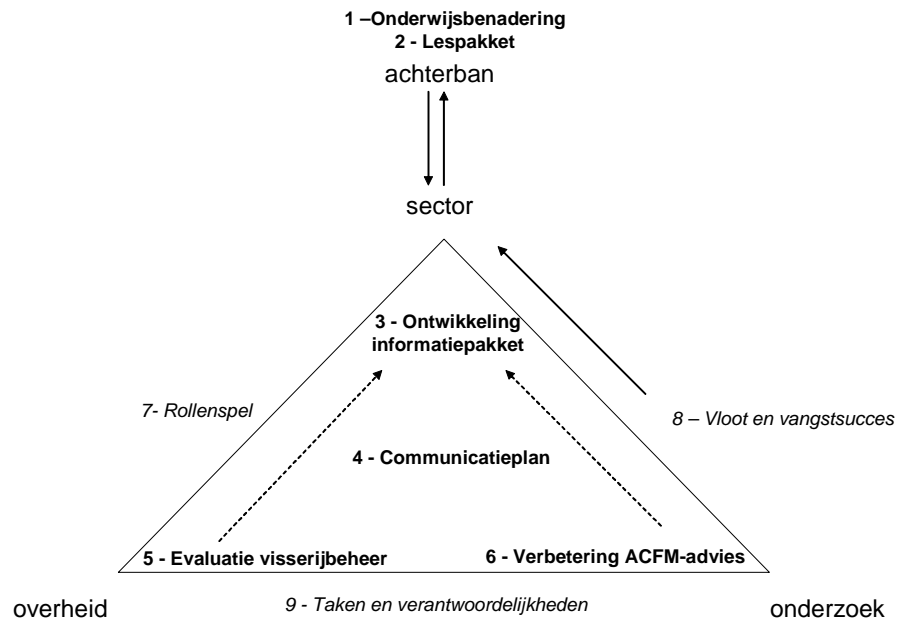 1 –Onderwijsbenadering
2 - Lespakket
achterban
sector
3 - Ontwikkeling
informatiepakket
7- Rollenspel
8 – Vloot en vangstsucces
4 - Communicatieplan
5 - Evaluatie visserijbeheer
6 - Verbetering ACFM-advies
overheid
9 - Taken en verantwoordelijkheden
onderzoek